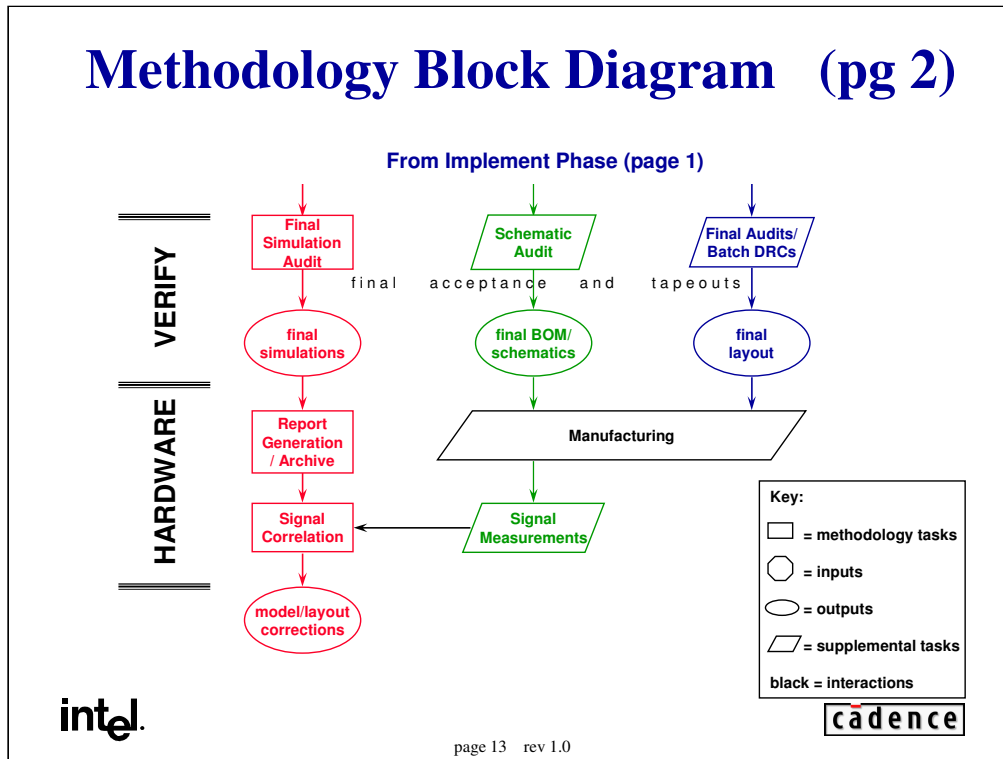 Methodology Block Diagram (pg 2)
From Implement Phase (page 1)
VERIFY
Final
Simulation
Audit
Schematic
Audit
Final Audits/
Batch DRCs
final acceptance and tapeouts
final
simulations
final BOM/
schematics
final
layout
HARDWARE
Report
Generation
/ Archive
Manufacturing
Signal
Correlation
Signal
Measurements
model/layout
corrections
Key:
= methodology tasks
= inputs
= outputs
= supplemental tasks
black = interactions
intel.
cādence
page 13 rev 1.0